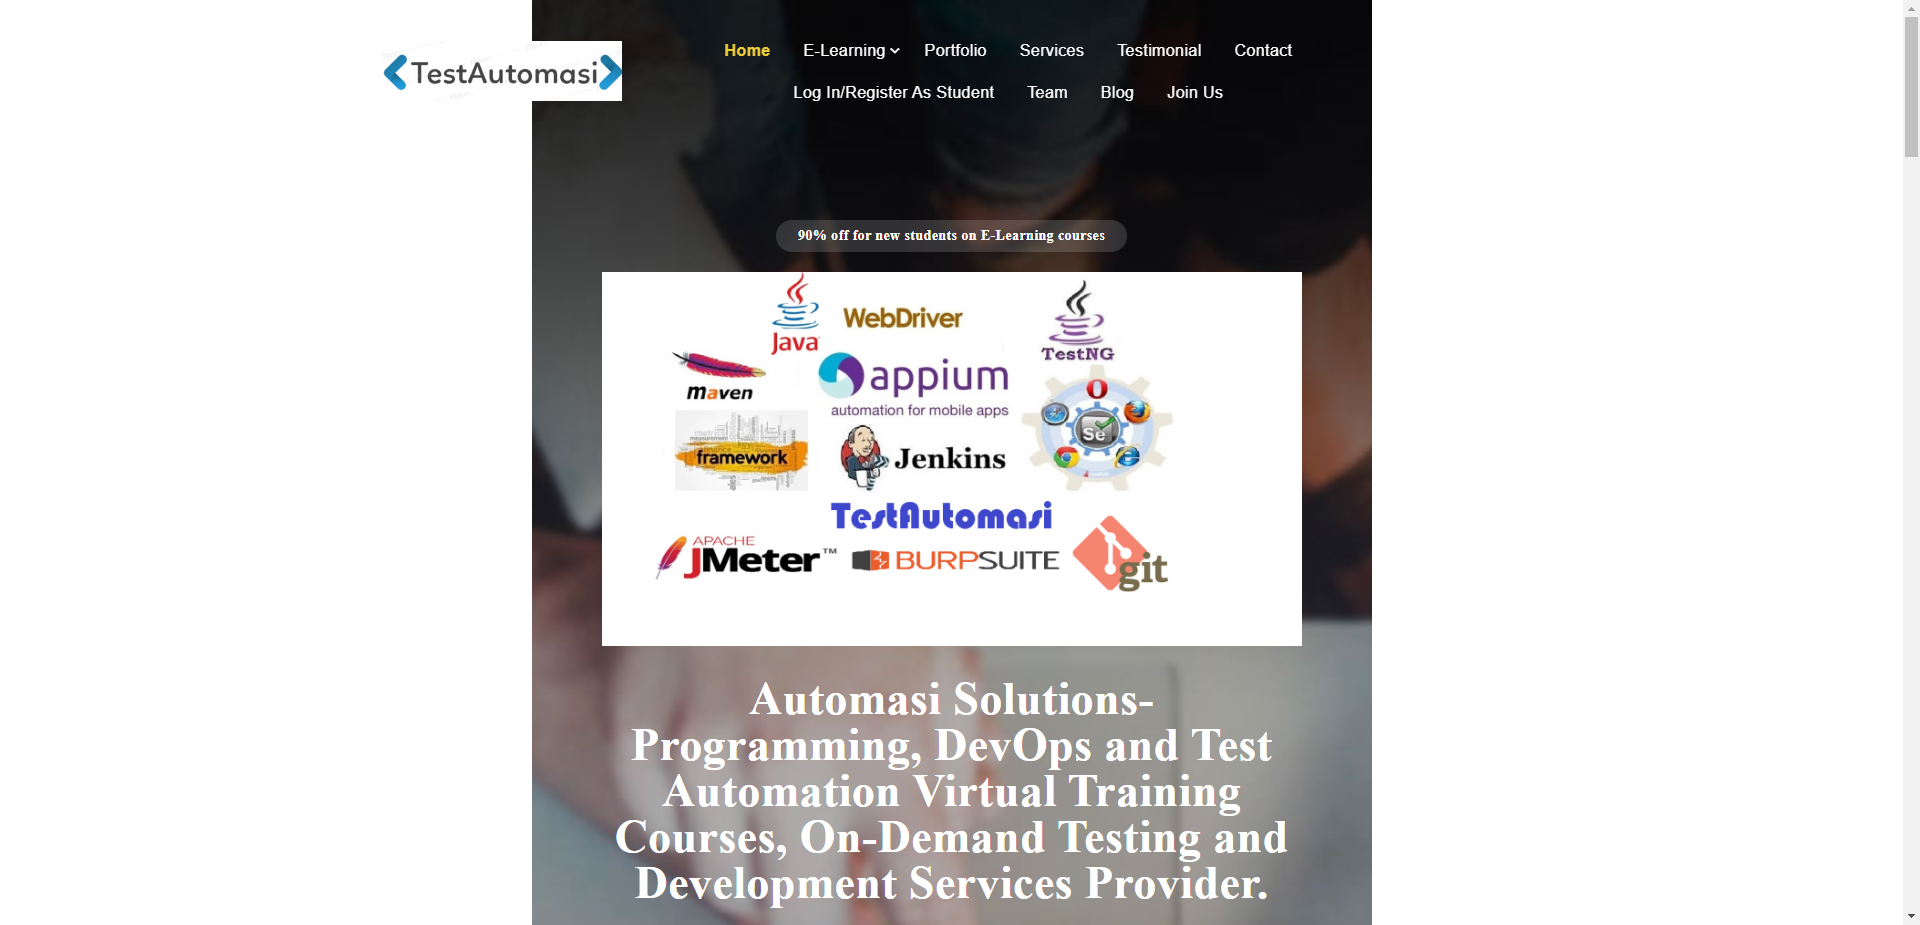 TestAutomasi
Home E-Learning Portfolio Services Testimonial Contact
Log In/Register As Student Team Blog Join Us
90% off for new students on E-Learning courses
Java
WebDriver
TestNG
maven
appium
automation for mobile apps
O
Se
framework
Jenkins
TestAutomasi
APACHE
JMeter™
BURPSUITE
git
Automasi Solutions-
Programming, DevOps and Test
Automation Virtual Training
Courses, On-Demand Testing and
Development Services Provider.